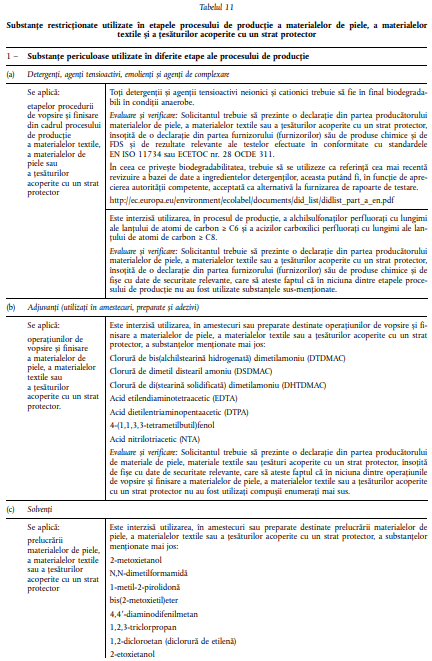 Tabelul 11
Substanțe restricționate utilizate în etapele procesului de producție a materialelor de piele, a materialelor
textile și a țesăturilor acoperite cu un strat protector
1 – Substanțe periculoase utilizate în diferite etape ale procesului de producție
(a) Detergenți, agenți tensioactivi, emolienți și agenți de complexare
Se aplică:
etapelor procedurii
de vopsire și finisare
din cadrul procesului
de producție
a materialelor
textile, a
materialelor de
piele sau
a țesăturilor
acoperite cu un strat
protector
Toți detergenții și agenții tensioactivi neionici și cationici trebuie să fie în final biodegrada-
bili în condiții anaerobe.
Evaluare și verificare: Solicitantul trebuie să prezinte o declarație din partea producătorului
materialelor de piele, a materialelor textile sau a țesăturilor acoperite cu un strat protector,
însoțită de o declarație din partea furnizorului (furnizorilor) său de produse chimice și de
FDS și de rezultate relevante ale testelor efectuate în conformitate cu standardele
EN ISO 11734 sau ECETOC nr. 28 OCDE 311.
În ceea ce privește biodegradabilitatea, trebuie să se utilizeze ca referință cea mai recentă
revizuire a bazei de date a ingredientelor detergenților, aceasta putând fi, în funcție de apre-
cierea autorității competente, acceptată ca alternativă la furnizarea de rapoarte de testare.
http://ec.europa.eu/environment/ecolabel/documents/did_list/didlist_part_a_en.pdf
Este interzisă utilizarea, în procesul de producție, a alchilsulfonaților perfluorați cu lungimi
ale lanțului de atomi de carbon ≥ C6 și a acizilor carboxilici perfluorați cu lungimi ale lan-
țului de atomi de carbon ≥ C8.
Evaluare și verificare: Solicitantul trebuie să prezinte o declarație din partea producătorului
materialelor de piele, a materialelor textile sau a țesăturilor acoperite cu un strat protector,
însoțită de o declarație din partea furnizorului (furnizorilor) său de produse chimice și de
fișe cu date de securitate relevante, care să ateste faptul că în niciuna dintre etapele proce-
sului de producție nu au fost utilizate substanțele sus-menționate.
(b) Adjuvanți (utilizați în amestecuri, preparate și adezivi)
Se aplică:
operațiunilor de
vopsire și finisare
a materialelor de
piele, a materialelor
textile sau
a țesăturilor
acoperite cu un strat
protector.
Este interzisă utilizarea, în amestecuri sau preparate destinate operațiunilor de vopsire și fi-
nisare a materialelor de piele, a materialelor textile sau a țesăturilor acoperite cu un strat
protector, a substanțelor menționate mai jos:
Clorură de bis(alchilstearină hidrogenată) dimetilamoniu (DTDMAC)
Clorură de dimetil distearil amoniu (DSDMAC)
Clorură de di(stearină solidificată) dimetilamoniu (DHTDMAC)
Acid etilendiaminotetraacetic (EDTA)
Acid dietilentriaminopentaacetic (DTPA)
4-(1,1,3,3-tetrametilbutil)fenol
Acid nitrilotriacetic (NTA)
Evaluare și verificare: Solicitantul trebuie să prezinte o declarație din partea producătorului
de materiale de piele, materiale textile sau țesături acoperite cu un strat protector, însoțită
de fișe cu date de securitate relevante, care să ateste faptul că în niciuna dintre operațiunile
de vopsire și finisare a materialelor de piele, a materialelor textile sau a țesăturilor acoperite
cu un strat protector nu au fost utilizați compușii enumerați mai sus.
(c) Solvenți
Se aplică:
prelucrării
materialelor de piele,
a materialelor textile
sau a țesăturilor
acoperite cu un strat
protector
Este interzisă utilizarea, în amestecuri sau preparate destinate prelucrării materialelor de
piele, a materialelor textile sau a țesăturilor acoperite cu un strat protector, a substanțelor
menționate mai jos:
2-metoxietanol
N,N-dimetilformamidă
1-metil-2-pirolidonă
bis(2-metoxietil)eter
4,4'-diaminodifenilmetan
1,2,3-triclorpropan
1,2-dicloroetan (diclorură de etilenă)
2-etoxietanol